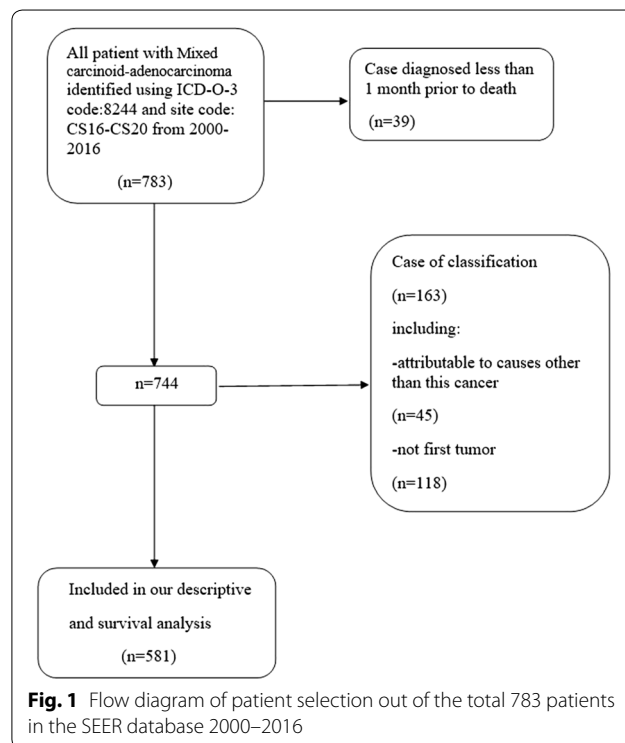 All patient with Mixed
carcinoid-adenocarcinoma
identified using ICD-O-3
code:8244 and site code:
CS16-CS20 from 2000-
2016
(n=783)
Case diagnosed less than
1 month prior to death
(n=39)
n=744
Case of classification
(n=163)
including:
-attributable to causes other
than this cancer
(n=45)
-not first tumor
(n=118)
Included in our descriptive
and survival analysis
(n=581)
Fig. 1 Flow diagram of patient selection out of the total 783 patients
in the SEER database 2000–2016